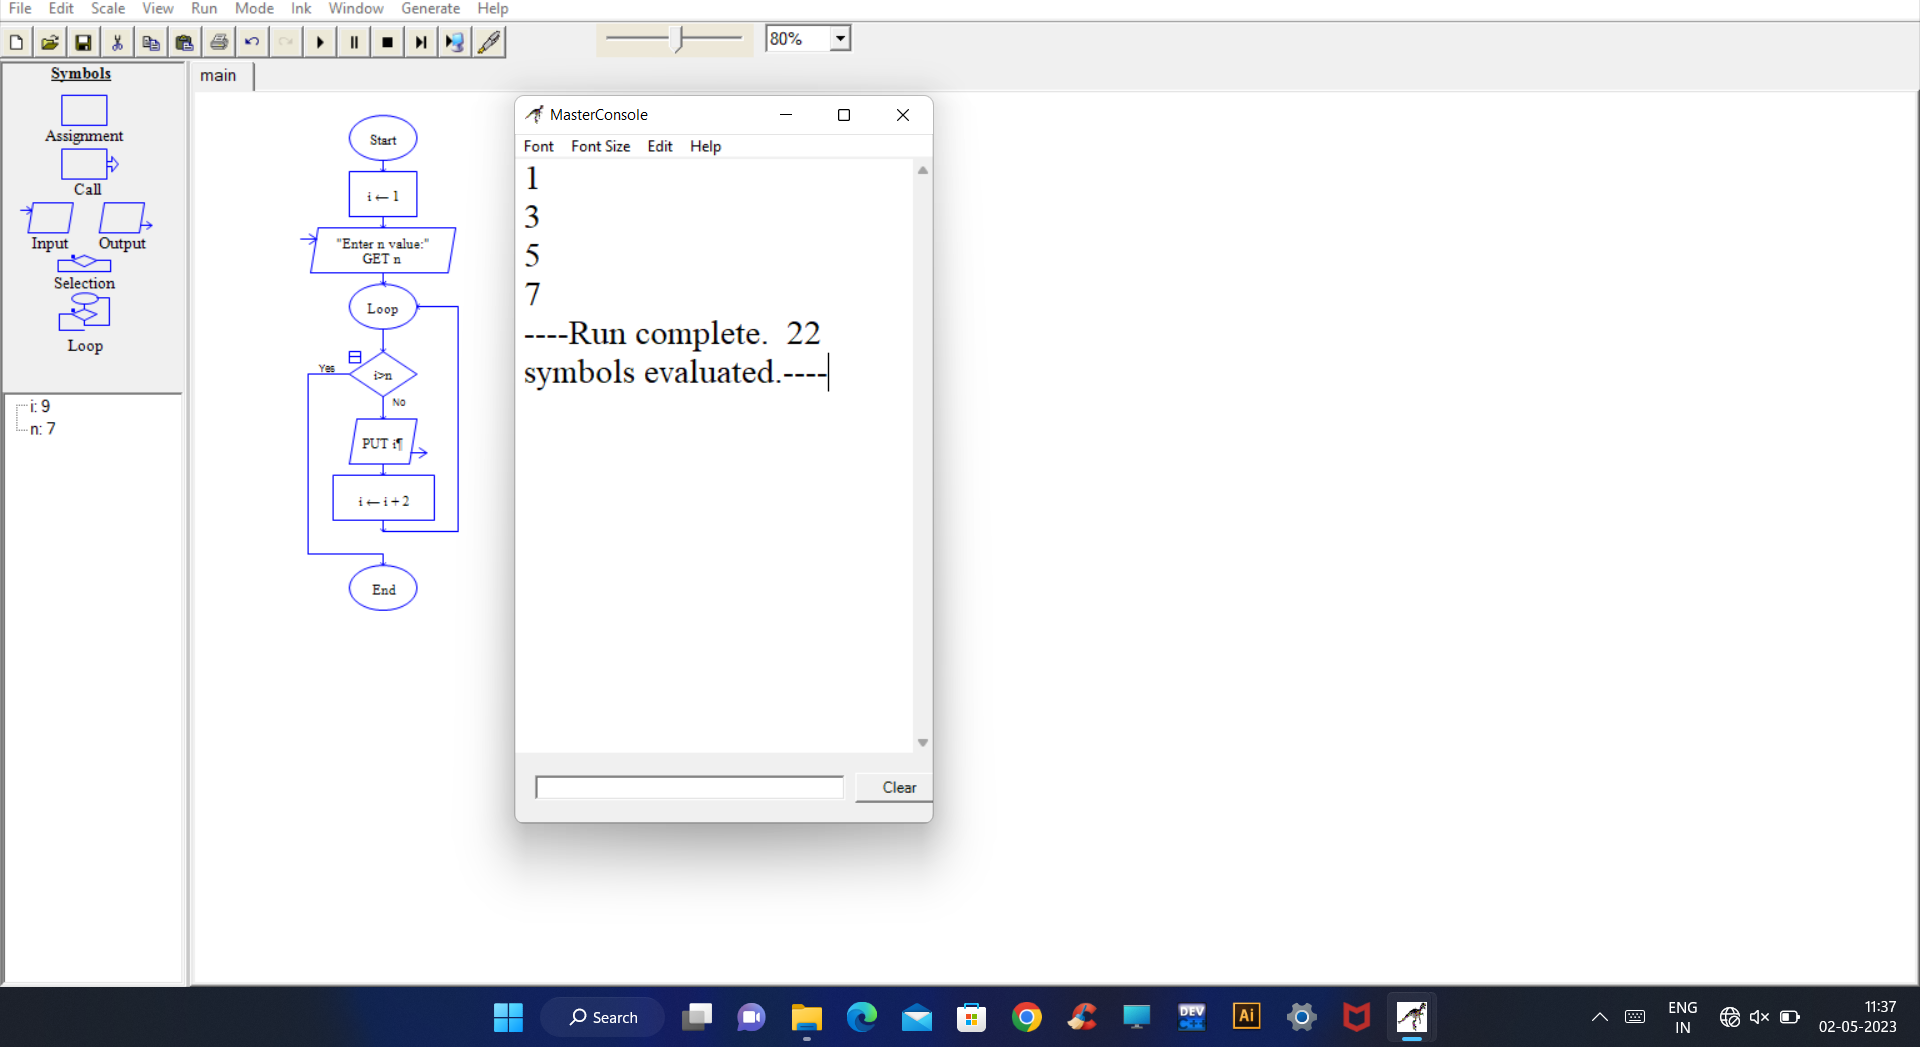 File Edit Scale View Run Mode Ink Window Generate Help
80%
Symbols
Assignment
Call
Input Output
Selection
Loop
i: 9
n: 7
main
Start
i ← 1
"Enter n value:"
GET n
Loop
Yes
i>n
No
PUT i¶
i ← i + 2
End
MasterConsole
Font Font Size Edit Help
1
3
5
7
----Run complete.  22
symbols evaluated.----
Clear
Search
DEV
C++
Ai
ENG
IN
11:37
02-05-2023